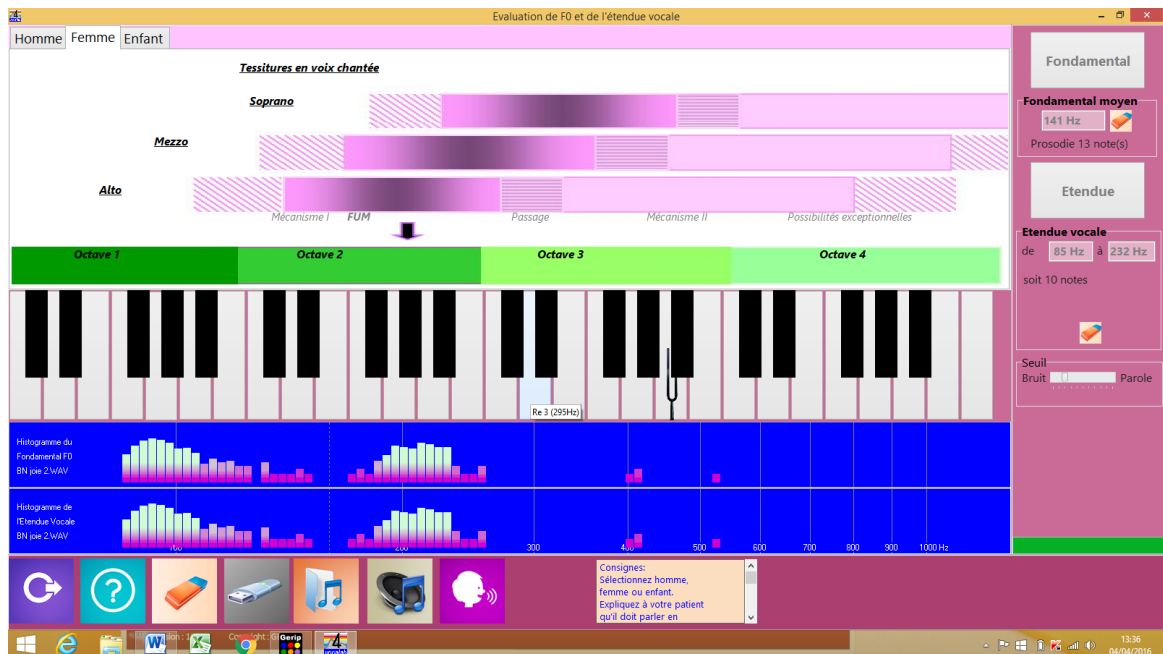 Evaluation de F0 et de l'étendue vocale
Homme Femme Enfant
Tessitures en voix chantée
Soprano
Mezzo
Alto
Mécanisme I FUM Passage Mécanisme II Possibilités exceptionnelles
Octave 1 Octave 2 Octave 3 Octave 4
Re 3 (295Hz)
Histogramme du
Fondamental F0
BN joie 2.WAV
Histogramme de
l'Etendue Vocale
BN joie 2.WAV
100 200 300 400 500 600 700 800 900 1000 Hz
Fondamental
Fondamental moyen
141 Hz
Prosodie 13 note(s)
Etendue
Etendue vocale
de 85 Hz à 232 Hz
soit 10 notes
Seuil
Bruit Parole
Consignes:
Sélectionnez homme,
femme ou enfant.
Expliquez à votre patient
qu'il doit parler en
Gerip
4
13:36
04/04/2016